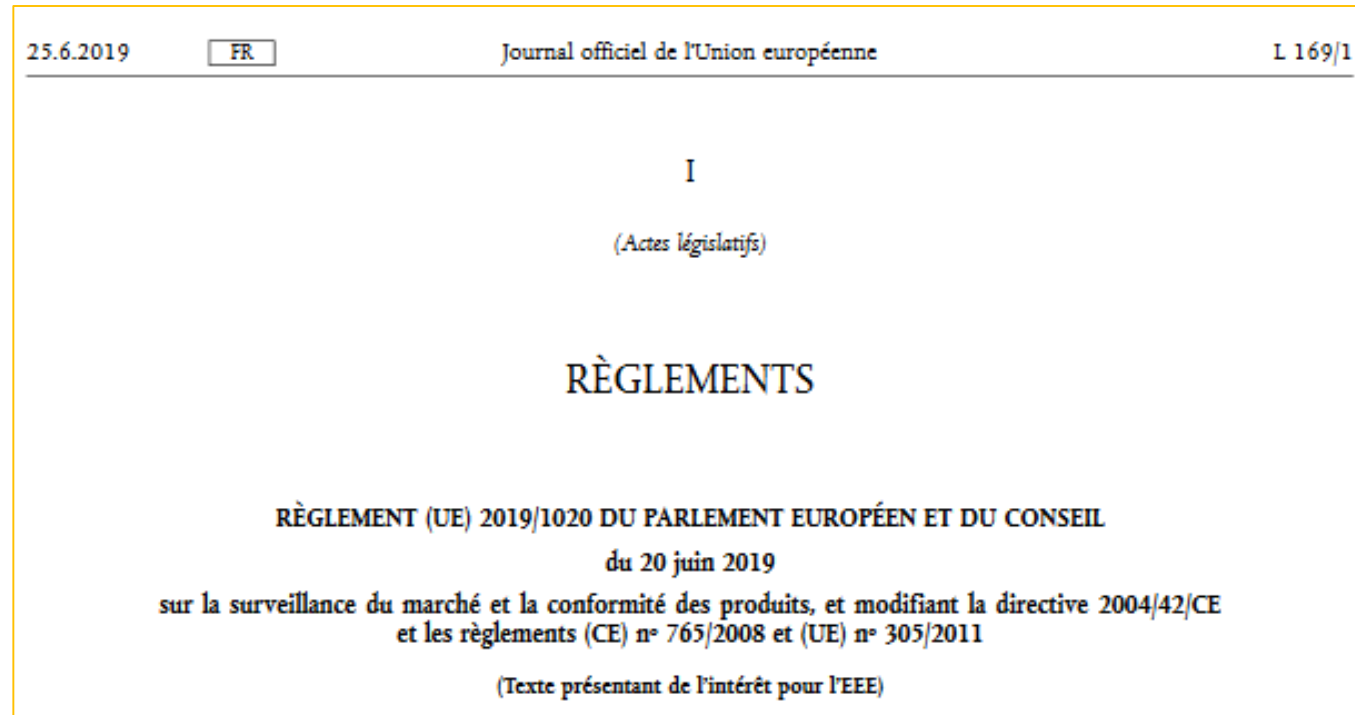 25.6.2019 FR Journal officiel de l'Union européenne L 169/1
I
(Actes législatifs)
RÈGLEMENTS
RÈGLEMENT (UE) 2019/1020 DU PARLEMENT EUROPÉEN ET DU CONSEIL
du 20 juin 2019
sur la surveillance du marché et la conformité des produits, et modifiant la directive 2004/42/CE
et les règlements (CE) nº 765/2008 et (UE) nº 305/2011
(Texte présentant de l'intérêt pour l'EEE)